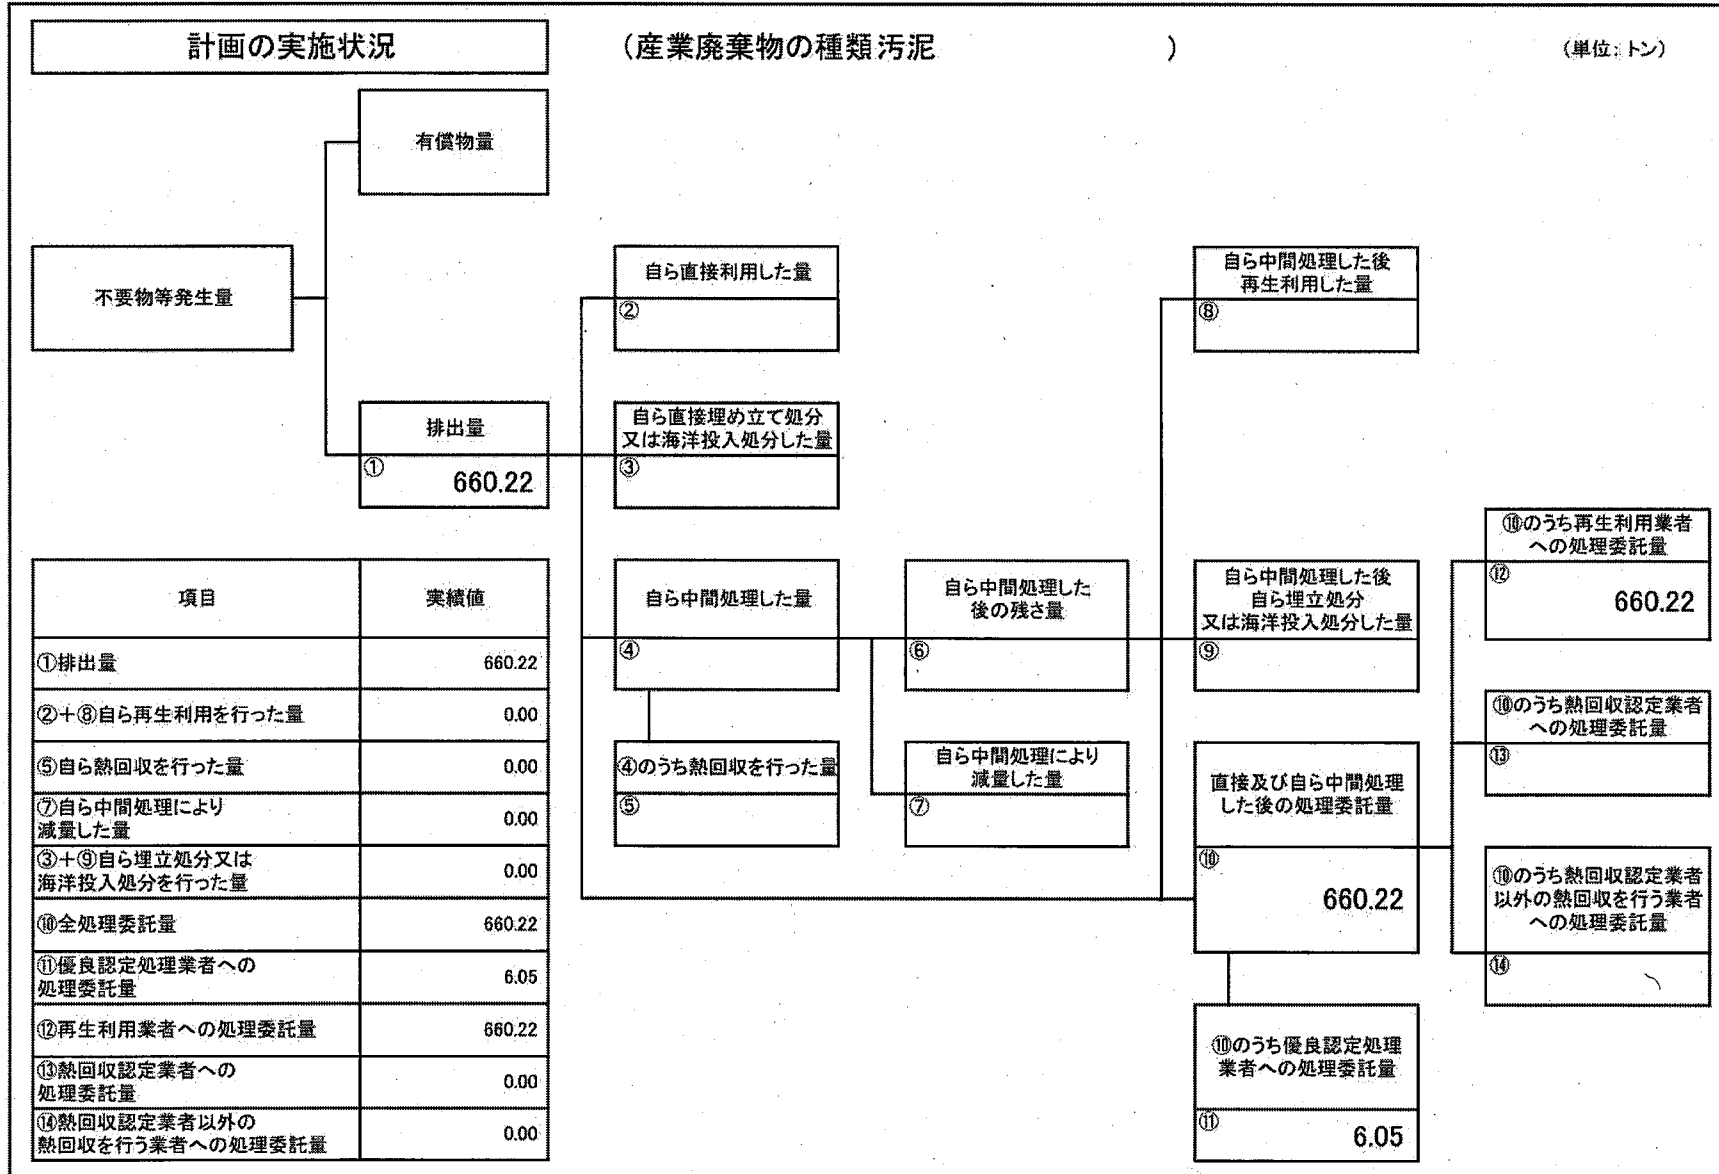 計画の実施状況
(産業廃棄物の種類汚泥 )
(単位:トン)
有償物量
不要物等発生量
自ら直接利用した量
②
自ら中間処理した後
再生利用した量
⑧
排出量
①
660.22
自ら直接埋め立て処分
又は海洋投入処分した量
③
⑩のうち再生利用業者
への処理委託量
⑫
660.22
自ら中間処理した量
④
自ら中間処理した
後の残さ量
⑥
自ら中間処理した後
自ら埋立処分
又は海洋投入処分した量
⑨
⑩のうち熱回収認定業者
への処理委託量
⑬
④のうち熱回収を行った量
⑤
自ら中間処理により
減量した量
⑦
直接及び自ら中間処理
した後の処理委託量
⑩
660.22
⑩のうち熱回収認定業者
以外の熱回収を行う業者
への処理委託量
⑭
⑩のうち優良認定処理
業者への処理委託量
⑪
6.05
項目 実績値
①排出量 660.22
②+⑧自ら再生利用を行った量 0.00
⑤自ら熱回収を行った量 0.00
⑦自ら中間処理により
減量した量 0.00
③+⑨自ら埋立処分又は
海洋投入処分を行った量 0.00
⑩全処理委託量 660.22
⑪優良認定処理業者への
処理委託量 6.05
⑫再生利用業者への処理委託量 660.22
⑬熱回収認定業者への
処理委託量 0.00
⑭熱回収認定業者以外の
熱回収を行う業者への処理委託量 0.00